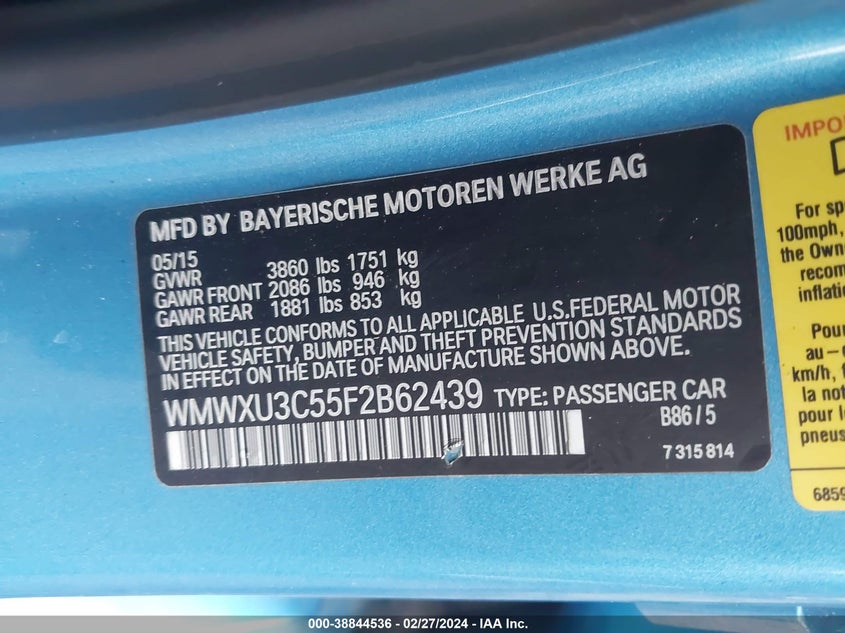 MFD BY BAYERISCHE MOTOREN WERKE AG
05/15
GVWR 3860 lbs 1751 kg
GAWR FRONT 2086 lbs 946 kg
GAWR REAR 1881 lbs 853 kg
THIS VEHICLE CONFORMS TO ALL APPLICABLE U.S.FEDERAL MOTOR
VEHICLE SAFETY, BUMPER AND THEFT PREVENTION STANDARDS
IN EFFECT ON THE DATE OF MANUFACTURE SHOWN ABOVE.
WMWXU3C55F2B62439 TYPE: PASSENGER CAR
B86/5
7 315 814
For
100mph,
the Own
inflati
Pour
au-
km/h,
la not
pour l
pneus
6859
000-38844536 - 02/27/2024 - IAA Inc.